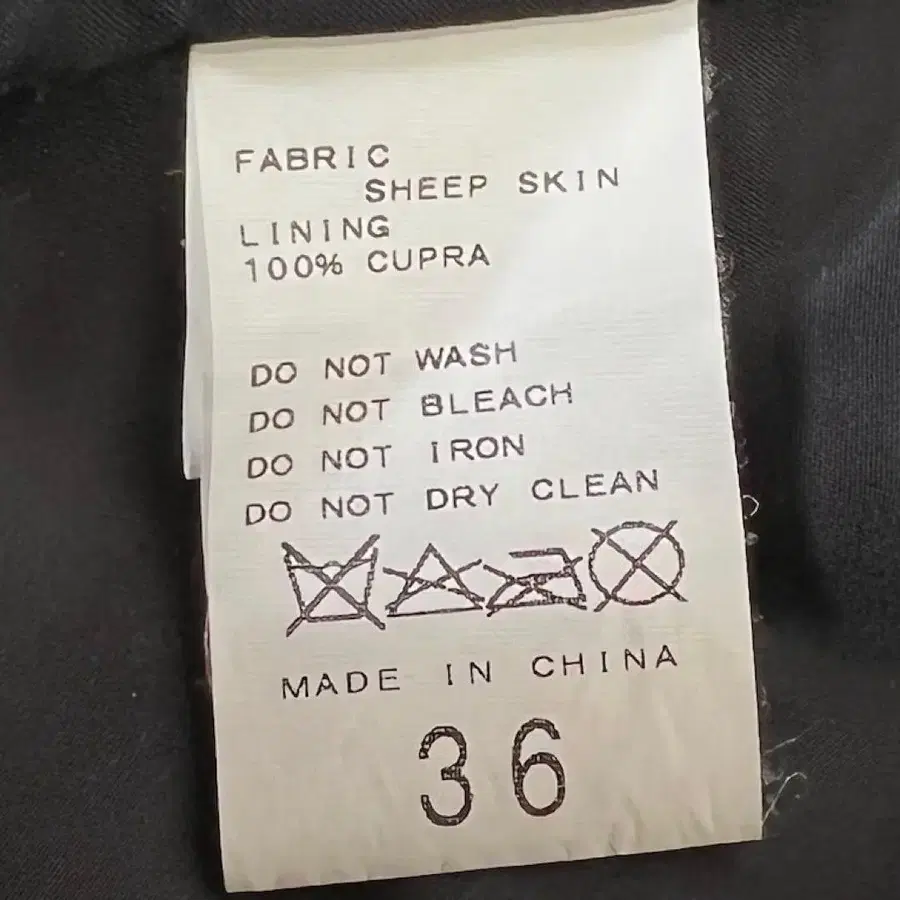 FABRIC
SHEEP SKIN
LINING
100% CUPRA
DO NOT WASH
DO NOT BLEACH
DO NOT IRON
DO NOT DRY CLEAN
MADE IN CHINA
36